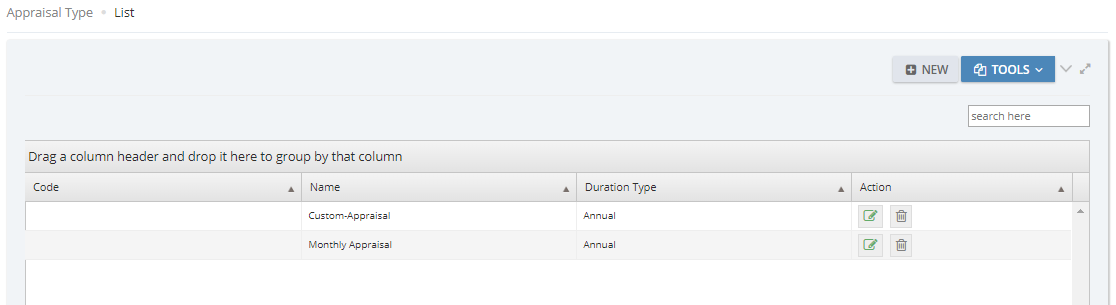 Appraisal Type • List
NEW TOOLS
search here
Drag a column header and drop it here to group by that column
Code Name Duration Type Action
Custom-Appraisal Annual
Monthly Appraisal Annual